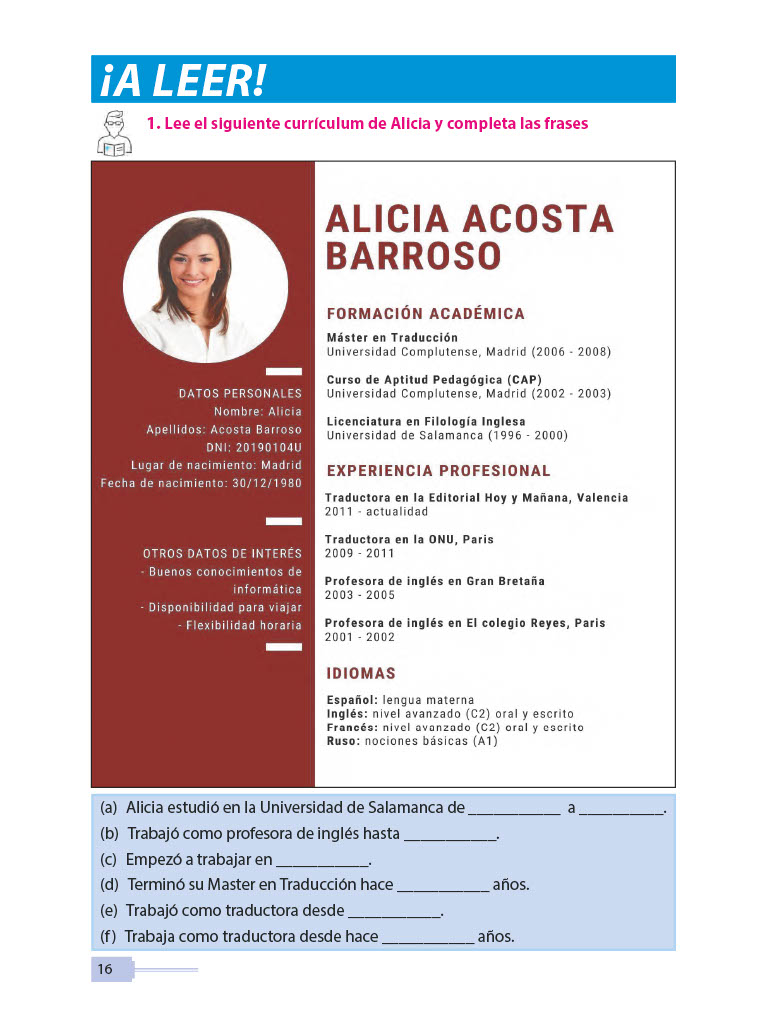 ¡A LEER!
1. Lee el siguiente currículum de Alicia y completa las frases
DATOS PERSONALES
Nombre: Alicia
Apellidos: Acosta Barroso
DNI: 20190104U
Lugar de nacimiento: Madrid
Fecha de nacimiento: 30/12/1980
OTROS DATOS DE INTERÉS
- Buenos conocimientos de
informática
- Disponibilidad para viajar
- Flexibilidad horaria
ALICIA ACOSTA
BARROSO
FORMACIÓN ACADÉMICA
Máster en Traducción
Universidad Complutense, Madrid (2006 - 2008)
Curso de Aptitud Pedagógica (CAP)
Universidad Complutense, Madrid (2002 - 2003)
Licenciatura en Filología Inglesa
Universidad de Salamanca (1996 - 2000)
EXPERIENCIA PROFESIONAL
Traductora en la Editorial Hoy y Mañana, Valencia
2011 - actualidad
Traductora en la ONU, Paris
2009 - 2011
Profesora de inglés en Gran Bretaña
2003 - 2005
Profesora de inglés en El colegio Reyes, Paris
2001 - 2002
IDIOMAS
Español: lengua materna
Inglés: nivel avanzado (C2) oral y escrito
Francés: nivel avanzado (C2) oral y escrito
Ruso: nociones básicas (A1)
(a) Alicia estudió en la Universidad de Salamanca de ___________ a __________.
(b) Trabajó como profesora de inglés hasta ___________.
(c) Empezó a trabajar en ___________.
(d) Terminó su Master en Traducción hace ___________ años.
(e) Trabajó como traductora desde ___________.
(f) Trabaja como traductora desde hace ___________ años.
16